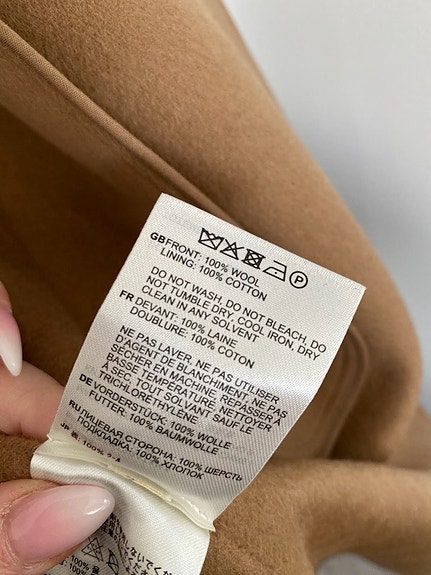 GB FRONT: 100% WOOL
LINING: 100% COTTON
DO NOT WASH, DO NOT BLEACH, DO
NOT TUMBLE DRY, COOL IRON, DRY
CLEAN IN ANY SOLVENT
FR DEVANT: 100% LAINE
DOUBLURE: 100% COTON
NE PAS LAVER, NE PAS UTILISER
D'AGENT DE BLANCHIMENT, NE PAS
SÉCHER EN MACHINE, REPASSER À
BASSE TEMPÉRATURE, NETTOYER
À SEC, TOUT SOLVANT SAUF LE
TRICHLORÉTHYLÈNE
DE VORDERSTÜCK: 100% WOLLE
FUTTER: 100% BAUMWOLLE
RU ЛИЦЕВАЯ СТОРОНА: 100% ШЕРСТЬ
ПОДКЛАДКА: 100% ХЛОПОК